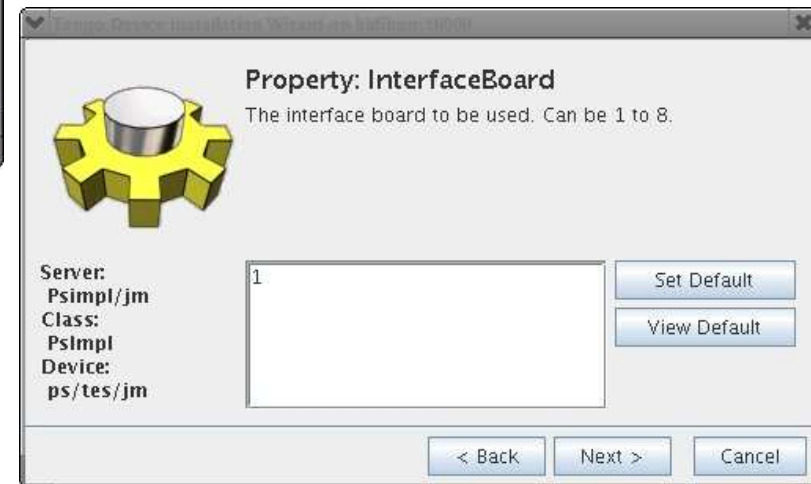 Property: InterfaceBoard
The interface board to be used. Can be 1 to 8.
Server:
Psimpl/jm
Class:
PsImpl
Device:
ps/tes/jm
1
Set Default
View Default
< Back
Next >
Cancel